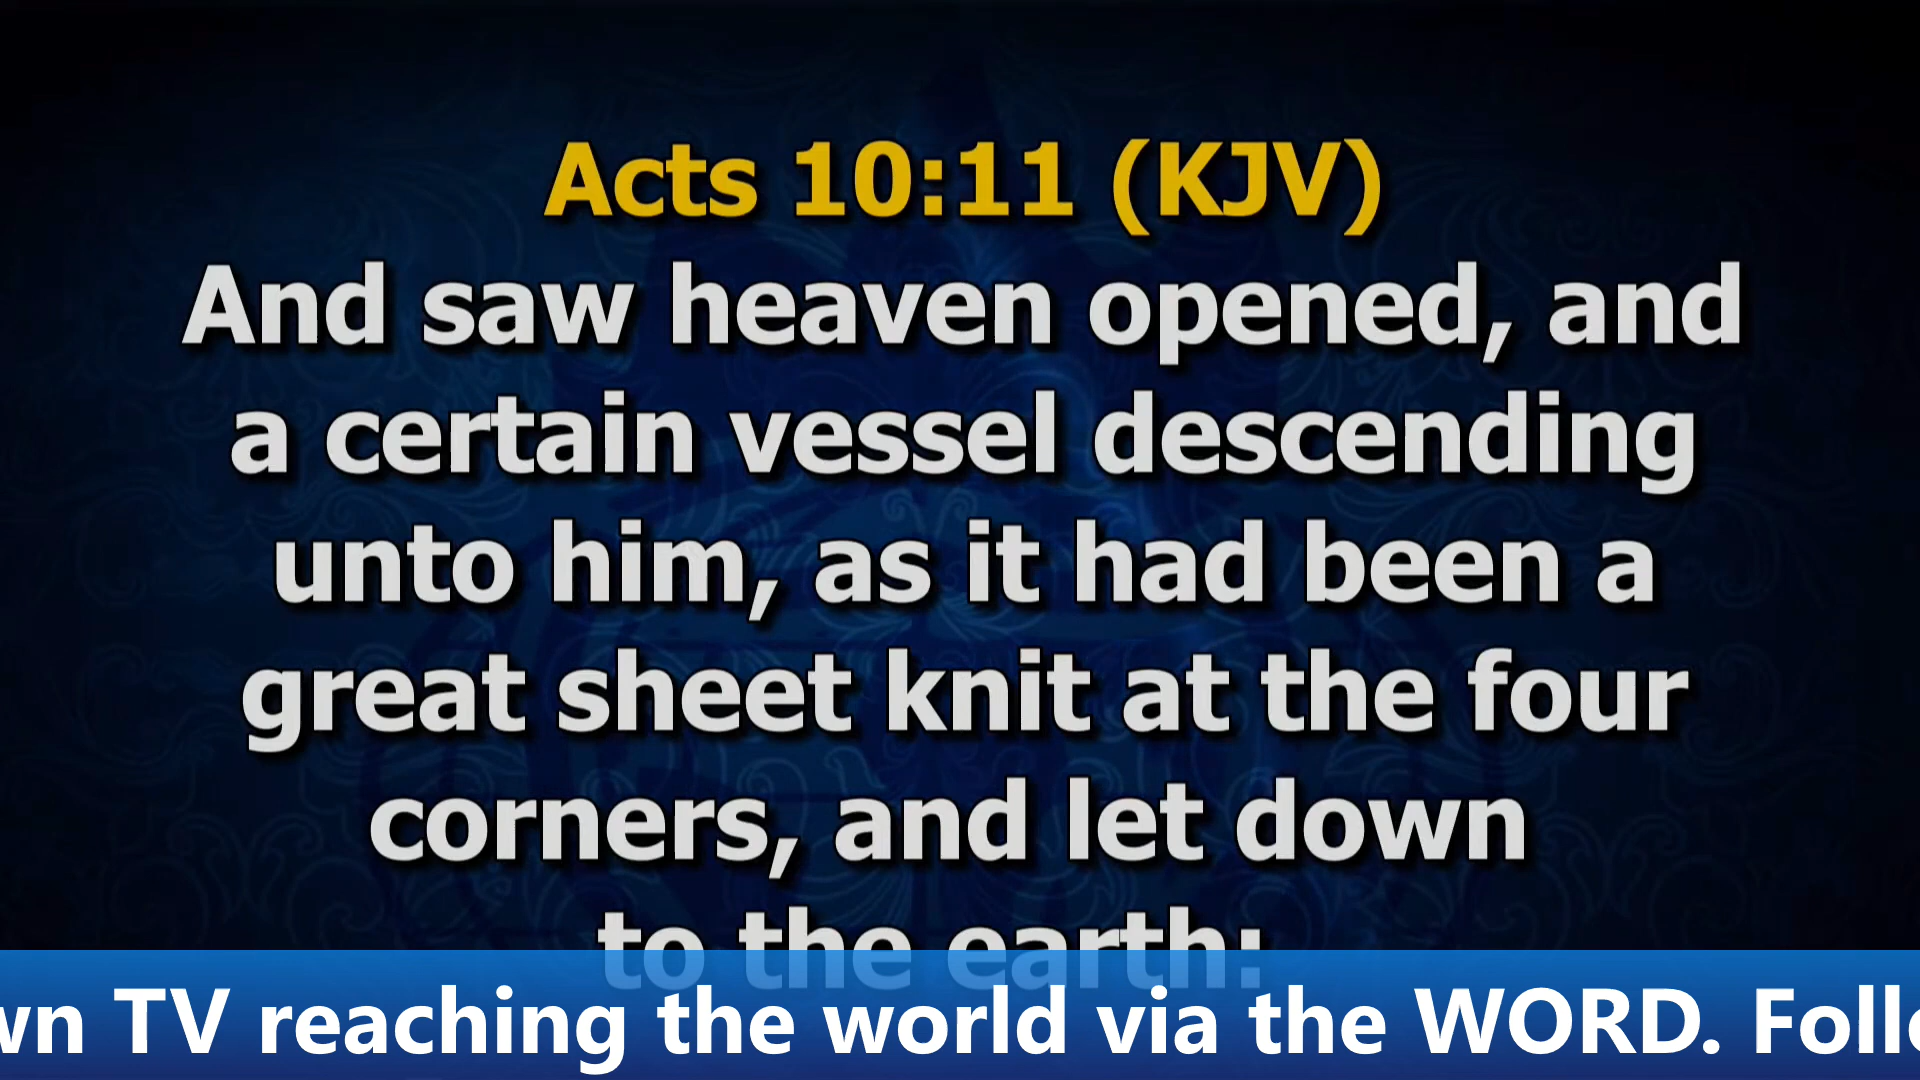 Acts 10:11 (KJV)
And saw heaven opened, and
a certain vessel descending
unto him, as it had been a
great sheet knit at the four
corners, and let down
to the earth:
TV reaching the world via the WORD.